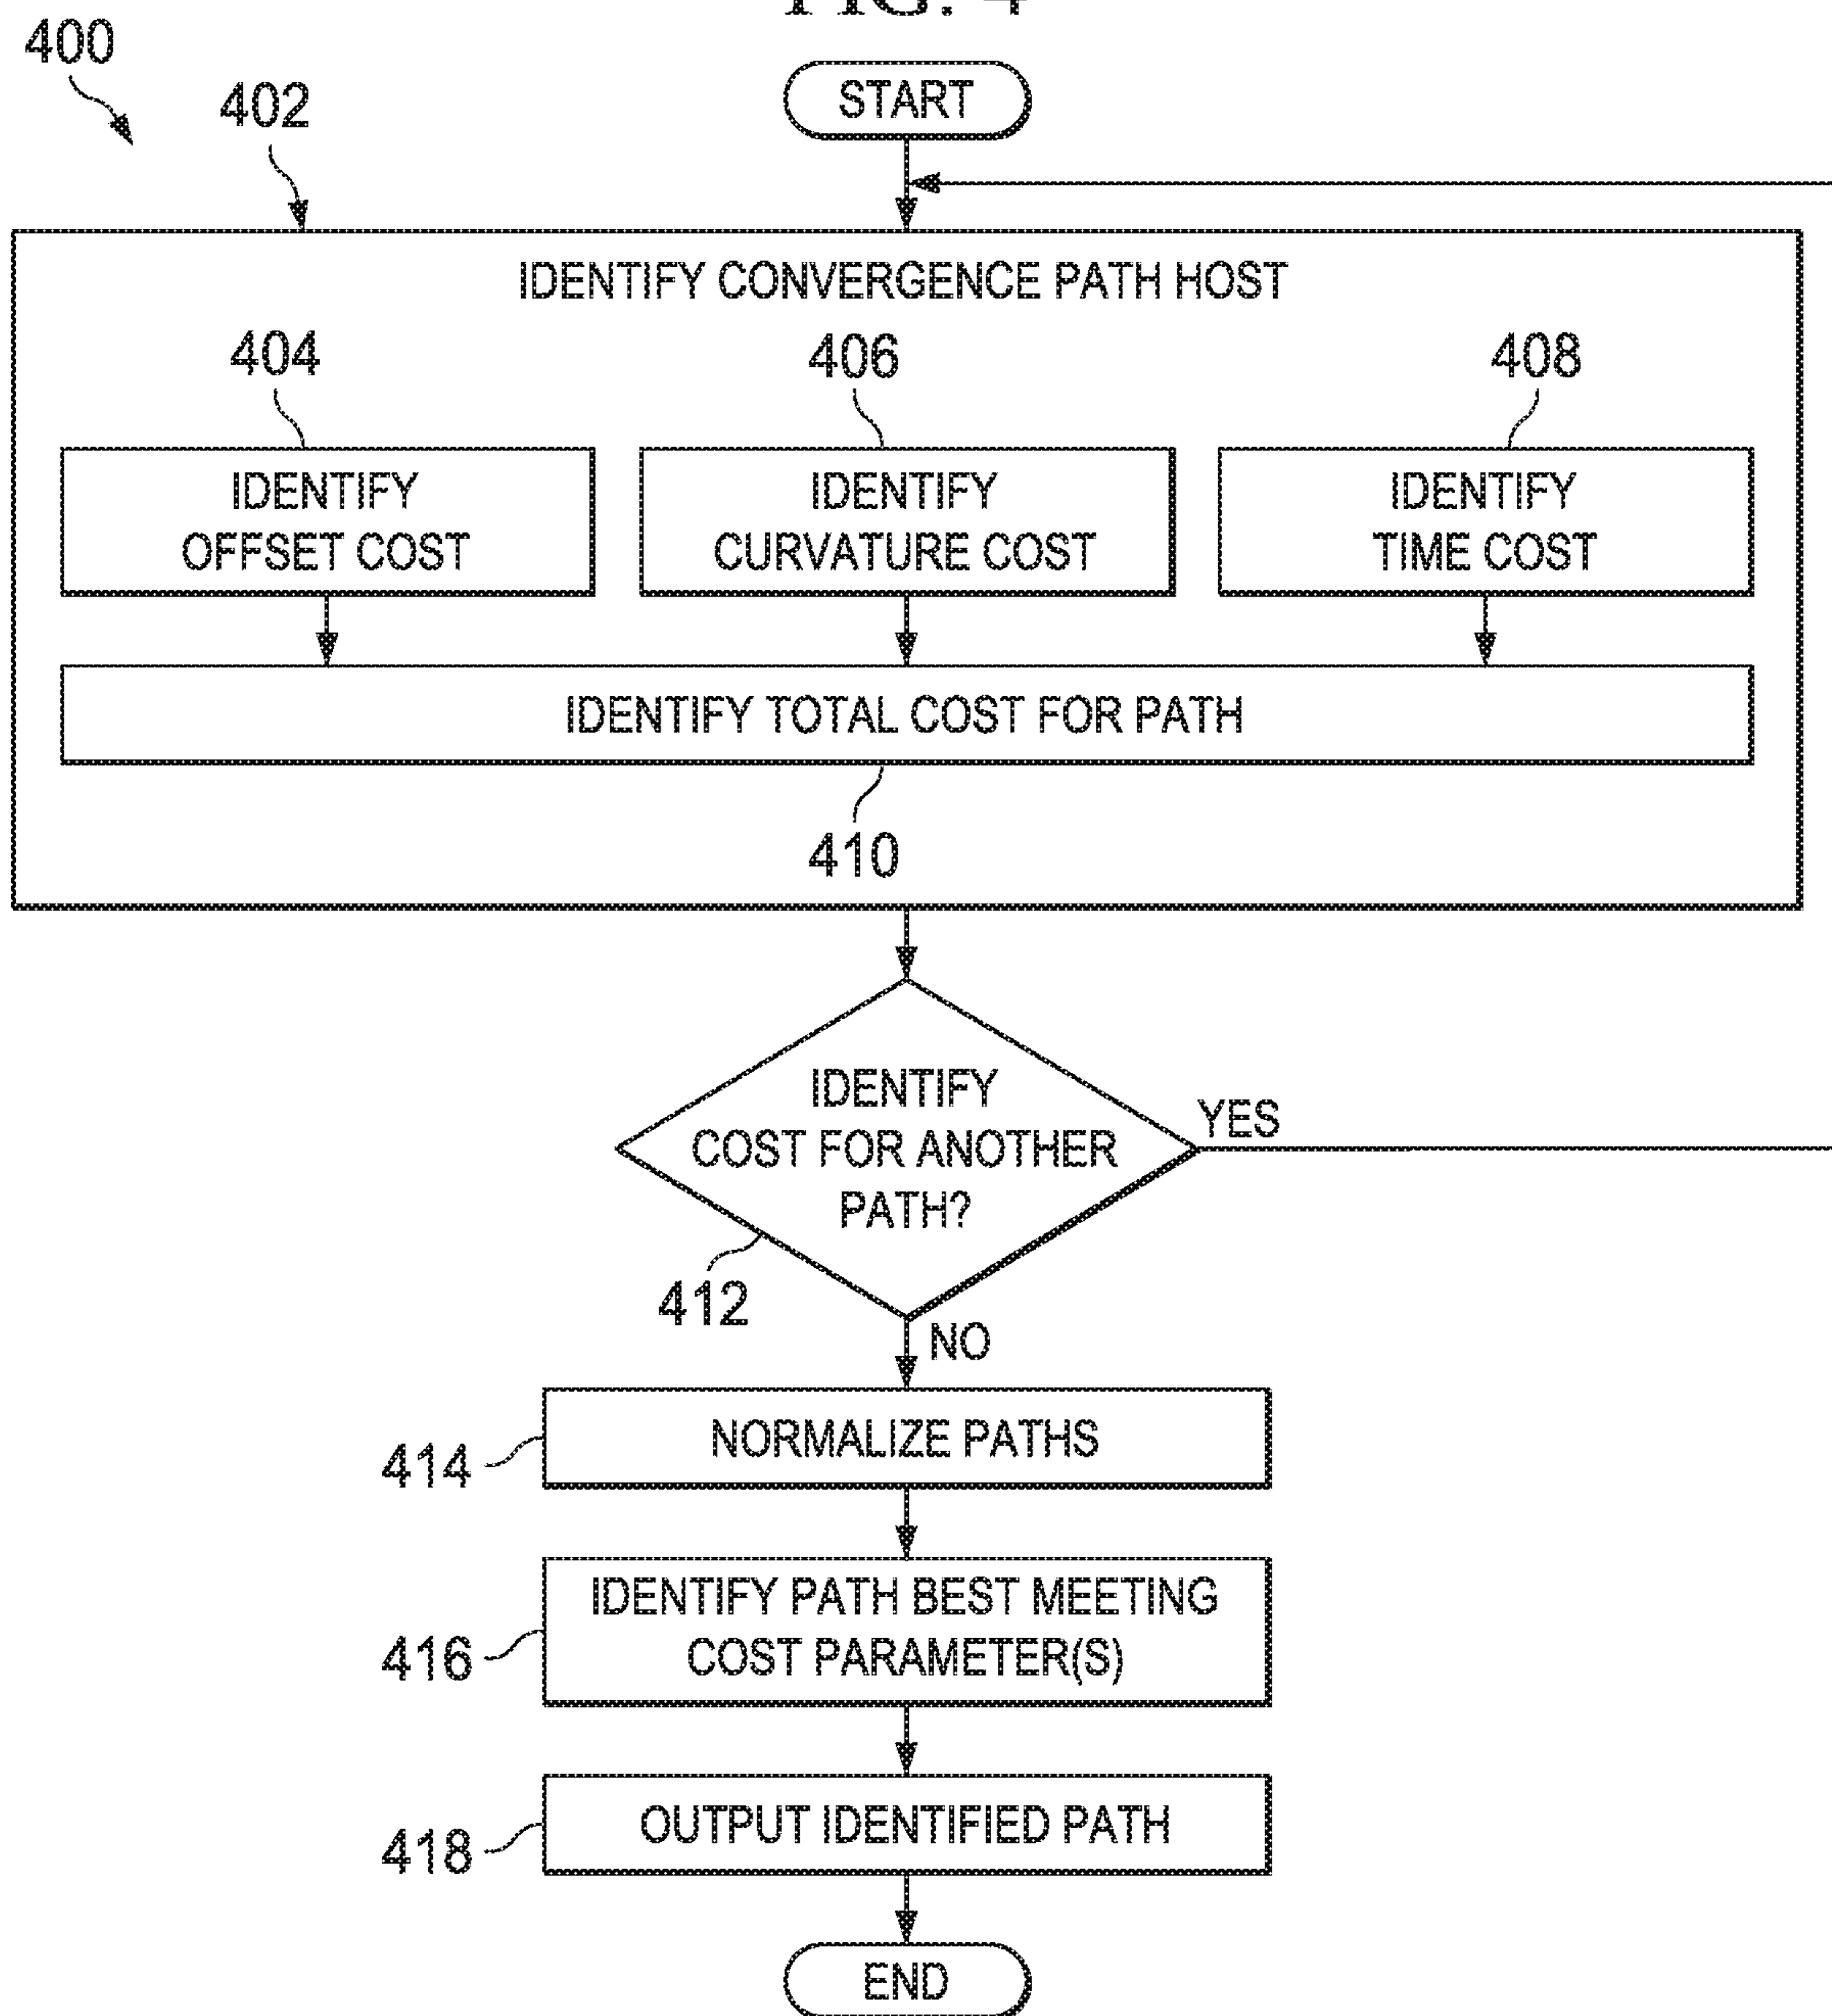 FIG. 4
400
402
START
IDENTIFY CONVERGENCE PATH HOST
404
406
408
IDENTIFY
OFFSET COST
IDENTIFY
CURVATURE COST
IDENTIFY
TIME COST
IDENTIFY TOTAL COST FOR PATH
410
IDENTIFY
COST FOR ANOTHER
PATH?
YES
412
NO
NORMALIZE PATHS
414
IDENTIFY PATH BEST MEETING
COST PARAMETER(S)
416
OUTPUT IDENTIFIED PATH
418
END